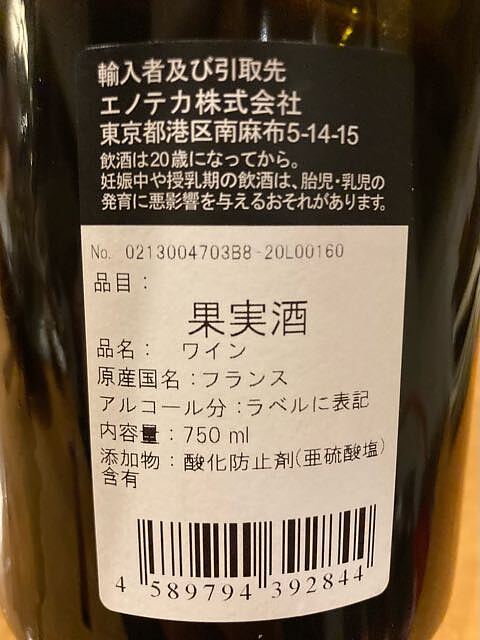 輸入者及び引取先
エノテカ株式会社
東京都港区南麻布5-14-15
飲酒は20歳になってから。
妊娠中や授乳期の飲酒は、胎児・乳児の
発育に悪影響を与えるおそれがあります。
No. 0213004703B8-20L00160
品目：
果実酒
品名： ワイン
原産国名：フランス
アルコール分：ラベルに表記
内容量：750 ml
添加物：酸化防止剤(亜硫酸塩)
含有
4 589794 392844